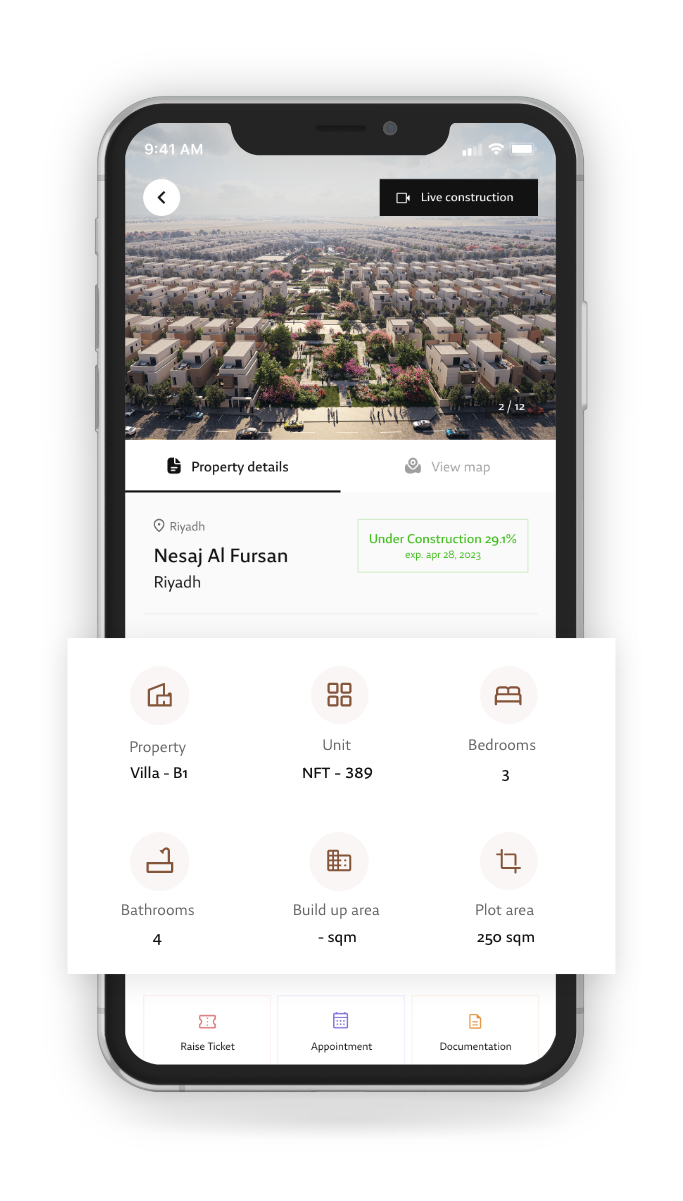 9:41 AM
Live construction
2 / 12
Property details
View map
Riyadh
Nesaj Al Fursan
Riyadh
Under Construction 29.1%
exp. apr 28, 2023
Property
Villa - B1
Unit
NFT - 389
Bedrooms
3
Bathrooms
4
Build up area
- sqm
Plot area
250 sqm
Raise Ticket
Appointment
Documentation